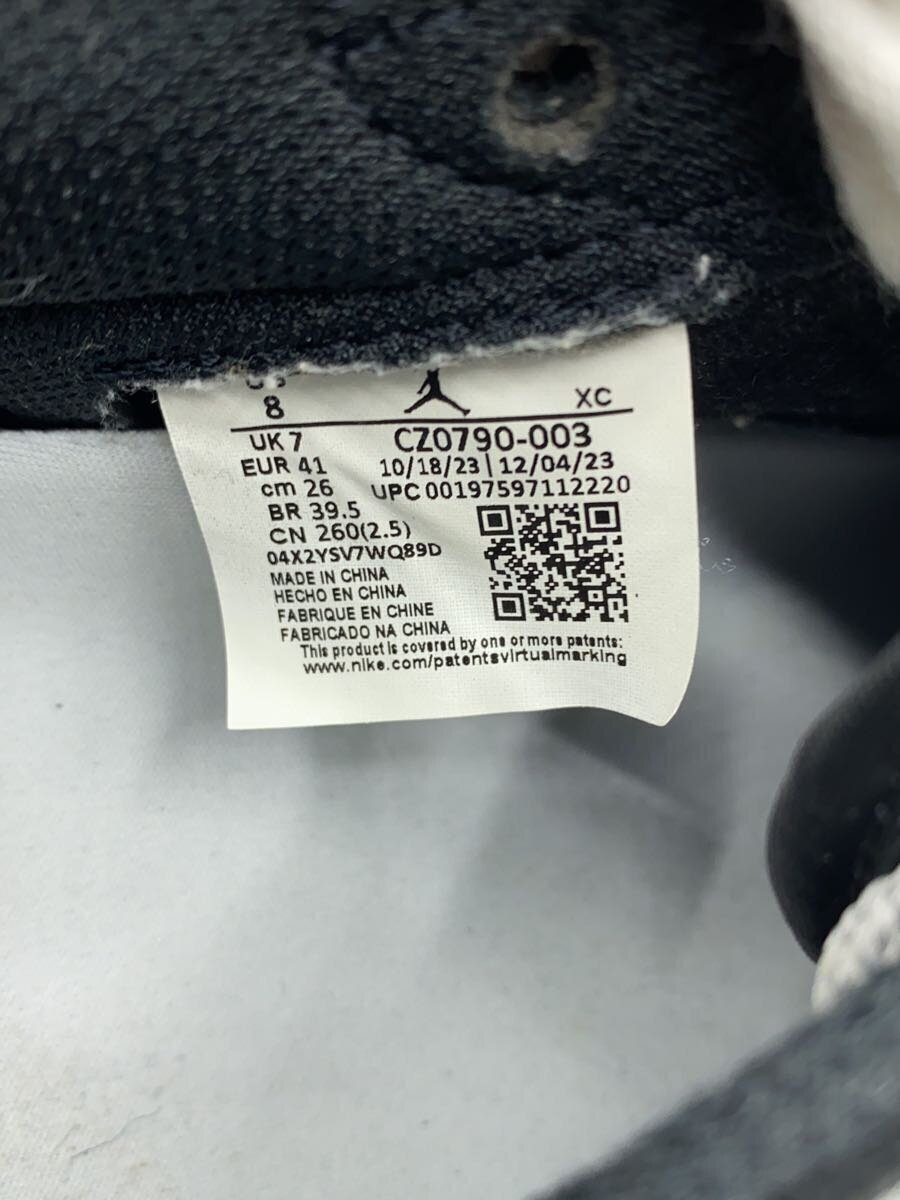 8 XC
UK 7 CZ0790-003
EUR 41 10/18/23 | 12/04/23
cm 26 UPC 00197597112220
BR 39.5
CN 260(2.5)
04X2YSV7WQ89D
MADE IN CHINA
HECHO EN CHINA
FABRIQUE EN CHINE
FABRICADO NA CHINA
This product is covered by one or more patents:
www.nike.com/patentsvirtualmarking